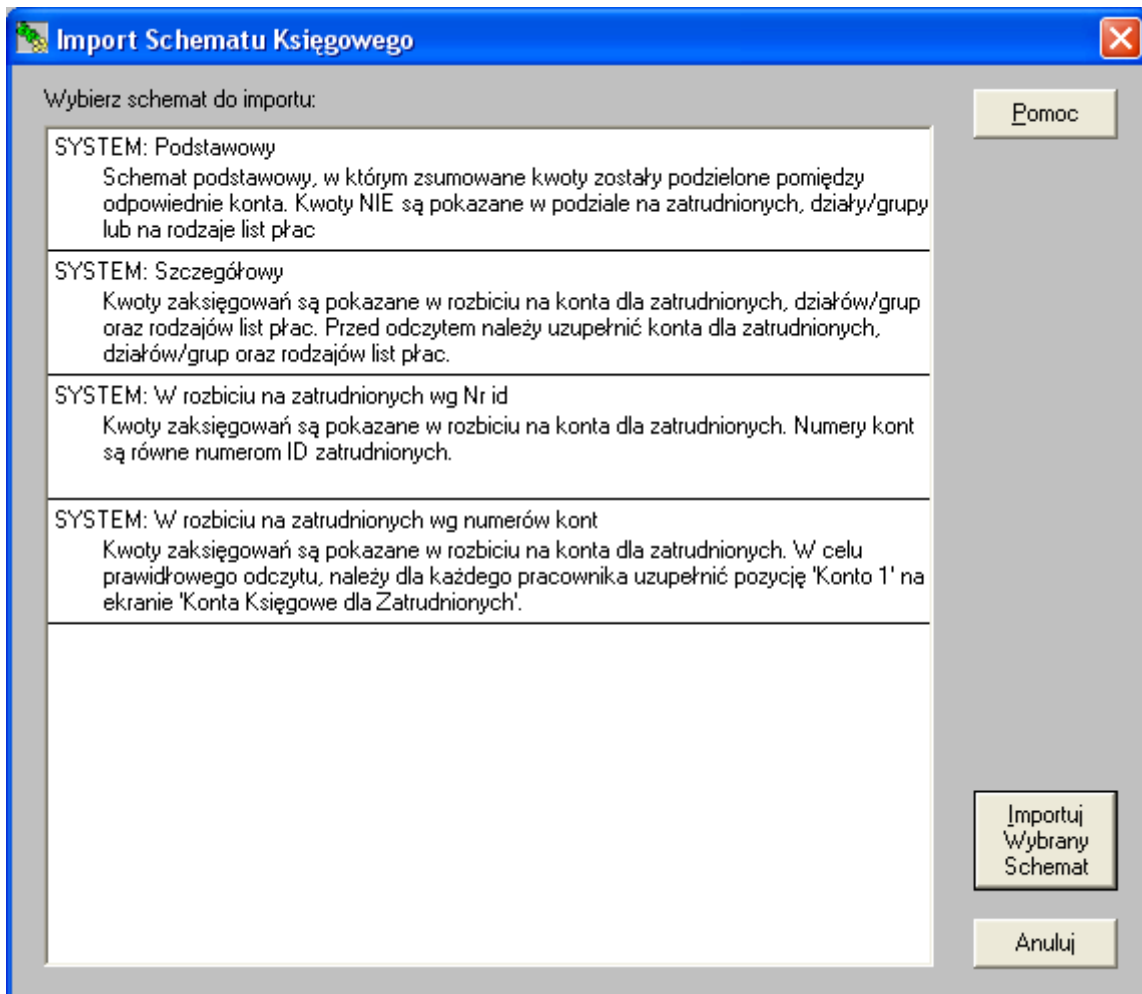 Import Schematu Księgowego
Wybierz schemat do importu:
Pomoc
SYSTEM: Podstawowy
Schemat podstawowy, w którym zsumowane kwoty zostały podzielone pomiędzy
odpowiednie konta. Kwoty NIE są pokazane w podziale na zatrudnionych, działy/grupy
lub na rodzaje list płac
SYSTEM: Szczegółowy
Kwoty zaksięgowań są pokazane w rozbiciu na konta dla zatrudnionych, działów/grup
oraz rodzajów list płac. Przed odczytem należy uzupełnić konta dla zatrudnionych,
działów/grup oraz rodzajów list płac.
SYSTEM: W rozbiciu na zatrudnionych wg Nr id
Kwoty zaksięgowań są pokazane w rozbiciu na konta dla zatrudnionych. Numery kont
są równe numerom ID zatrudnionych.
SYSTEM: W rozbiciu na zatrudnionych wg numerów kont
Kwoty zaksięgowań są pokazane w rozbiciu na konta dla zatrudnionych. W celu
prawidłowego odczytu, należy dla każdego pracownika uzupełnić pozycję 'Konto 1' na
ekranie 'Konta Księgowe dla Zatrudnionych'.
Importuj
Wybrany
Schemat
Anuluj